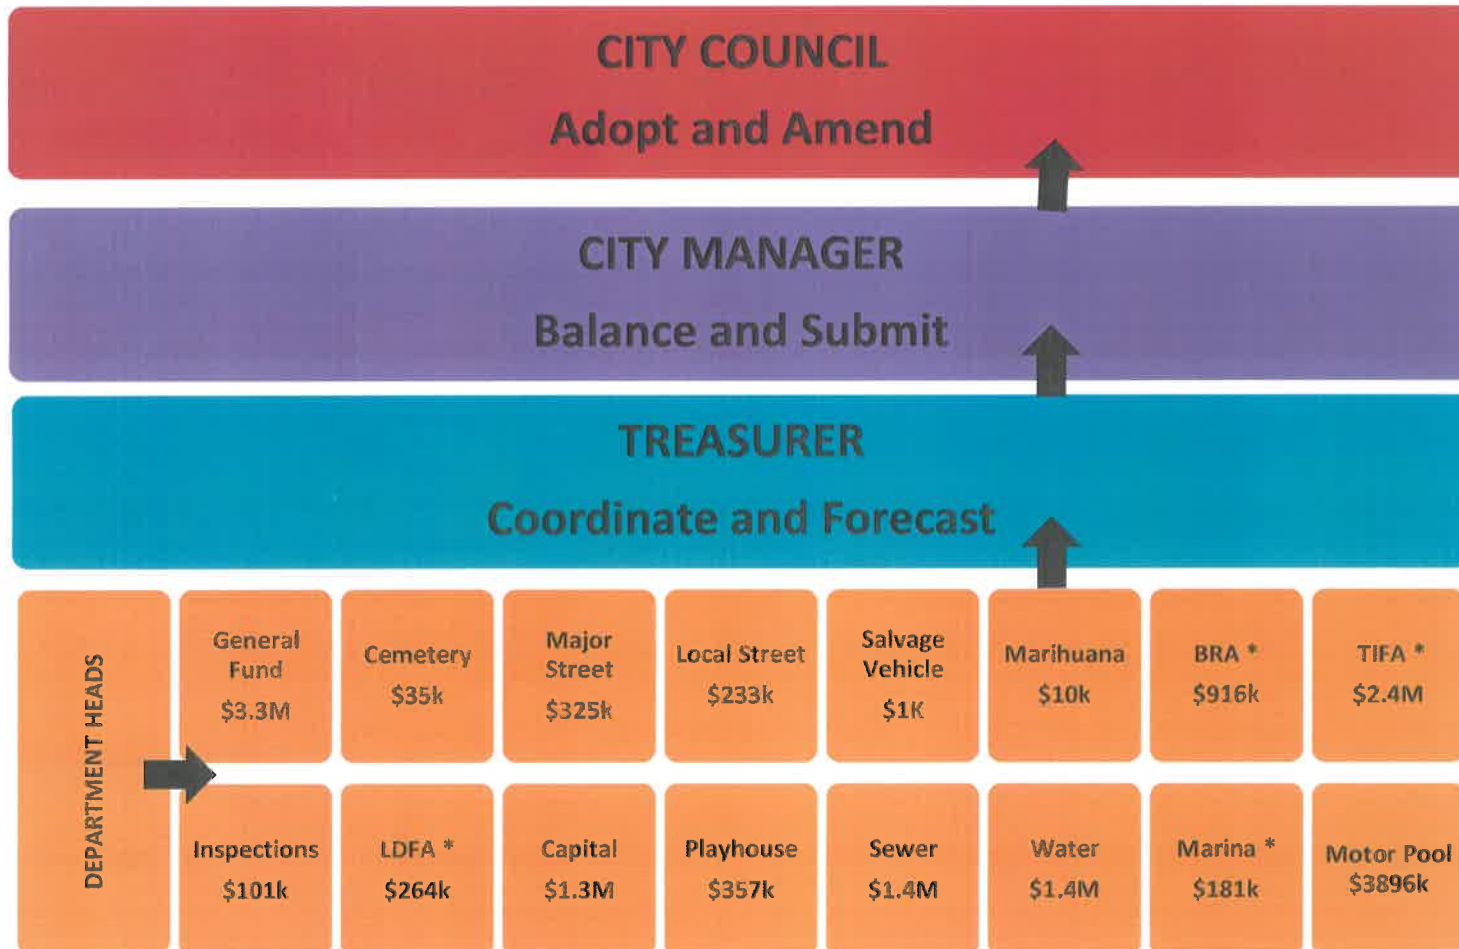 CITY COUNCIL
Adopt and Amend
CITY MANAGER
Balance and Submit
TREASURER
Coordinate and Forecast
DEPARTMENT HEADS
General
Fund
$3.3M
Cemetery
$35k
Major
Street
$325k
Local Street
$233k
Salvage
Vehicle
$1K
Marihuana
$10k
BRA *
$916k
TIFA *
$2.4M
Inspections
$101k
LDFA *
$264k
Capital
$1.3M
Playhouse
$357k
Sewer
$1.4M
Water
$1.4M
Marina *
$181k
Motor Pool
$3896k